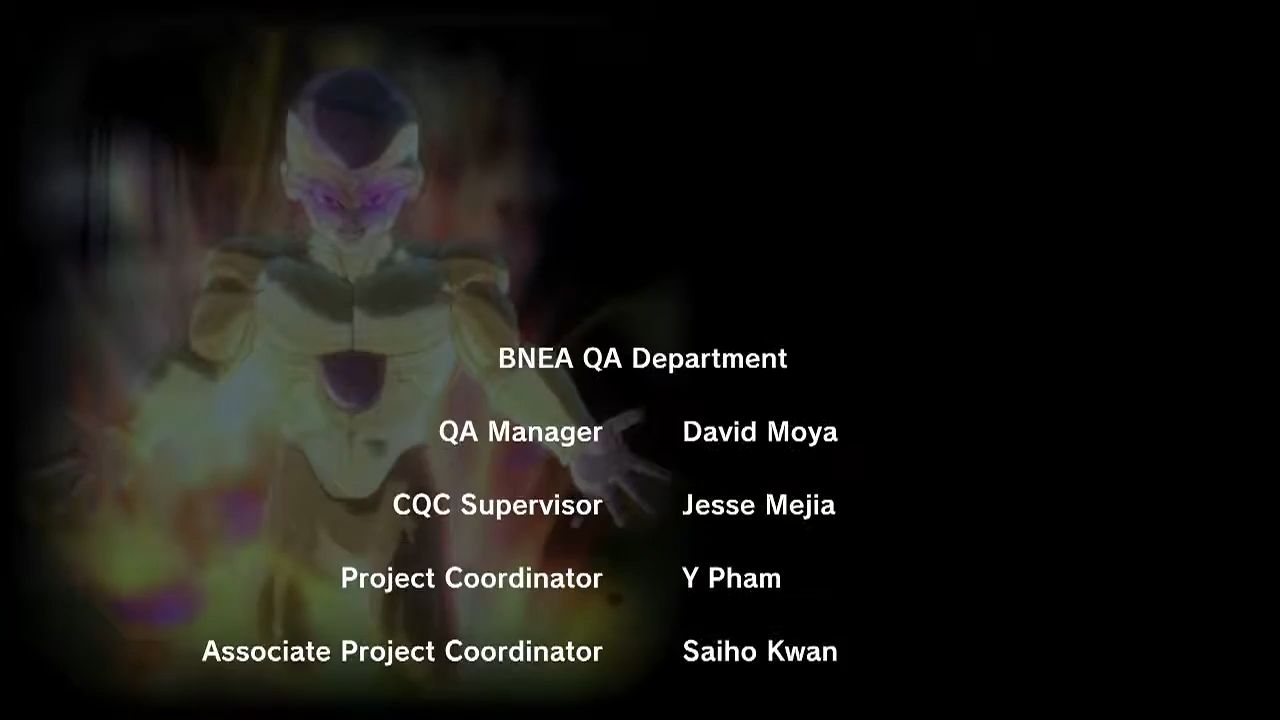 BNEA QA Department
QA Manager David Moya
CQC Supervisor Jesse Mejia
Project Coordinator Y Pham
Associate Project Coordinator Saiho Kwan